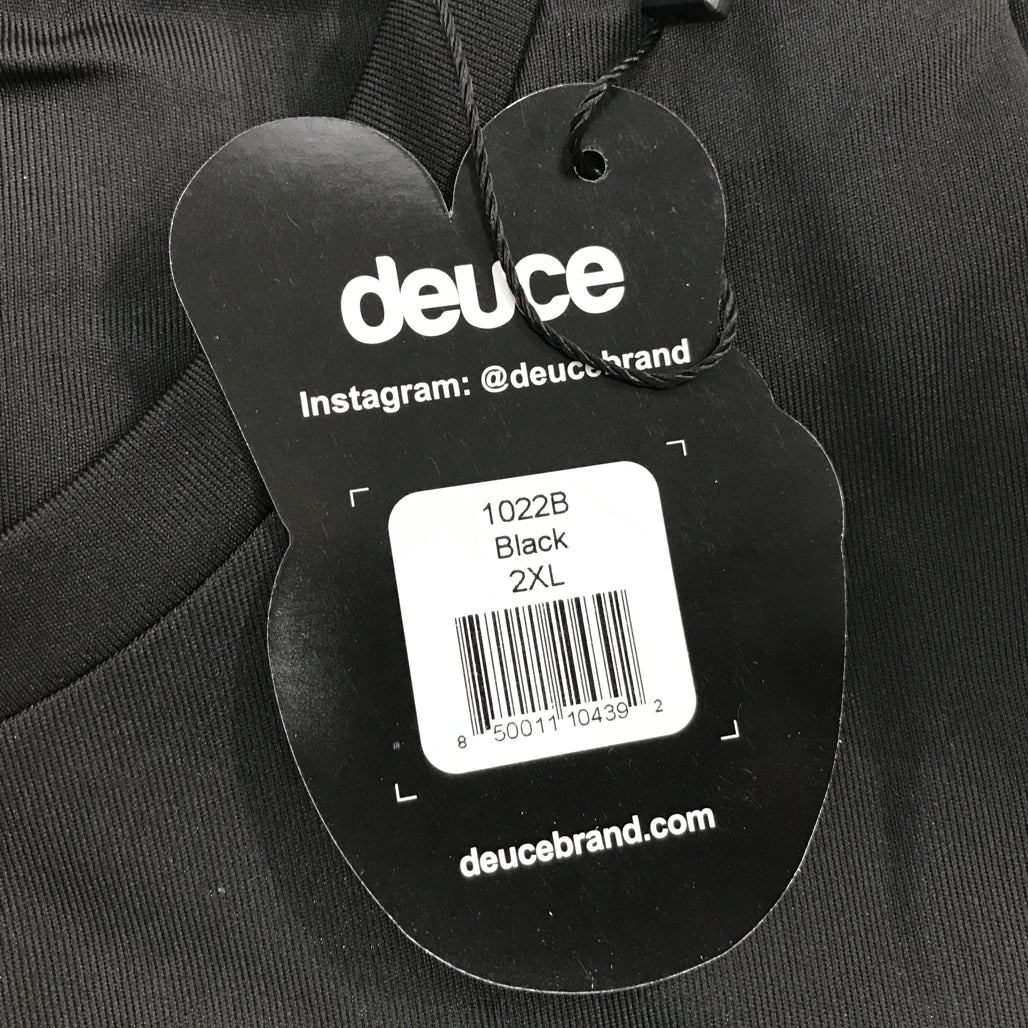 deuce
Instagram: @deucebrand
1022B
Black
2XL
8 50011 10439 2
deucebrand.com